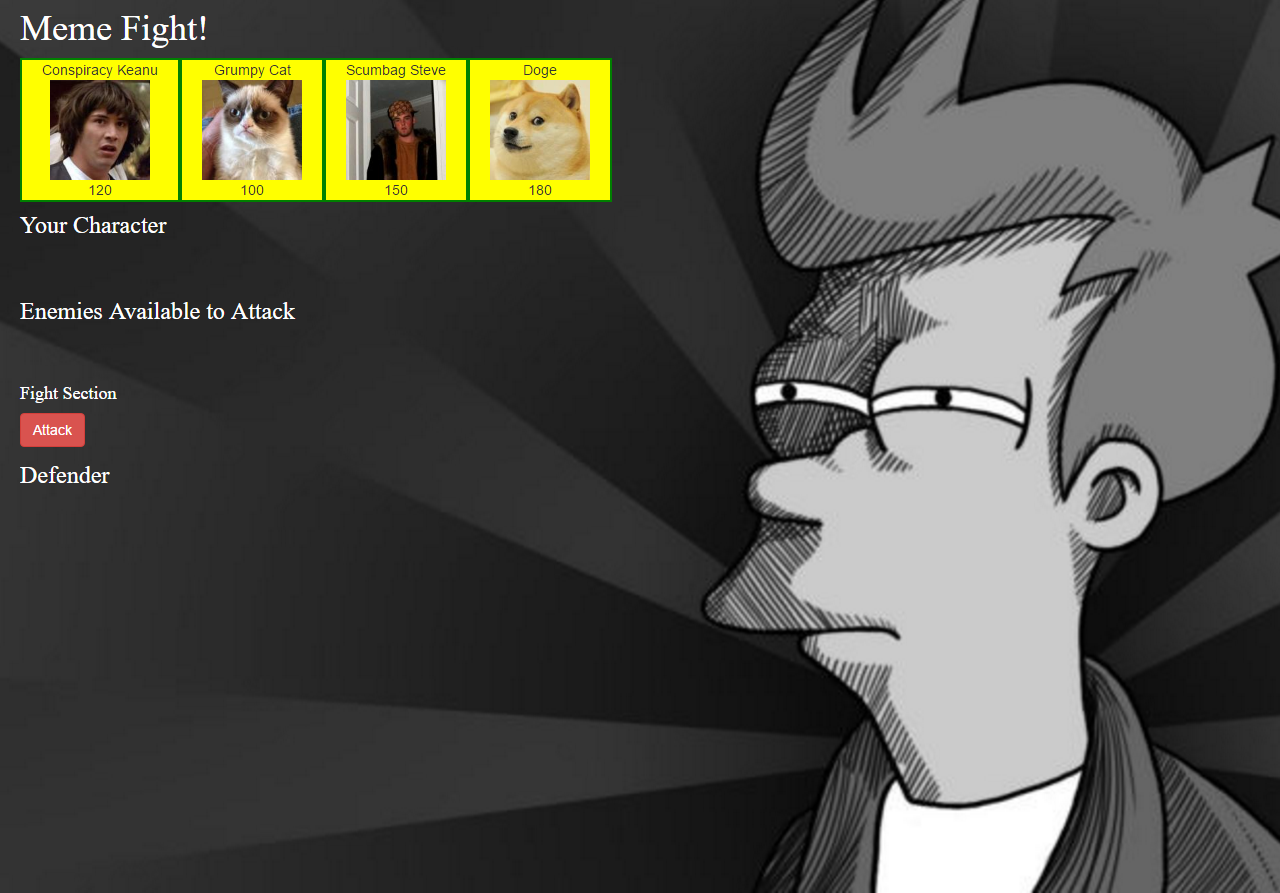 Meme Fight!
Conspiracy Keanu Grumpy Cat Scumbag Steve Doge
120 100 150 180
Your Character
Enemies Available to Attack
Fight Section
Attack
Defender